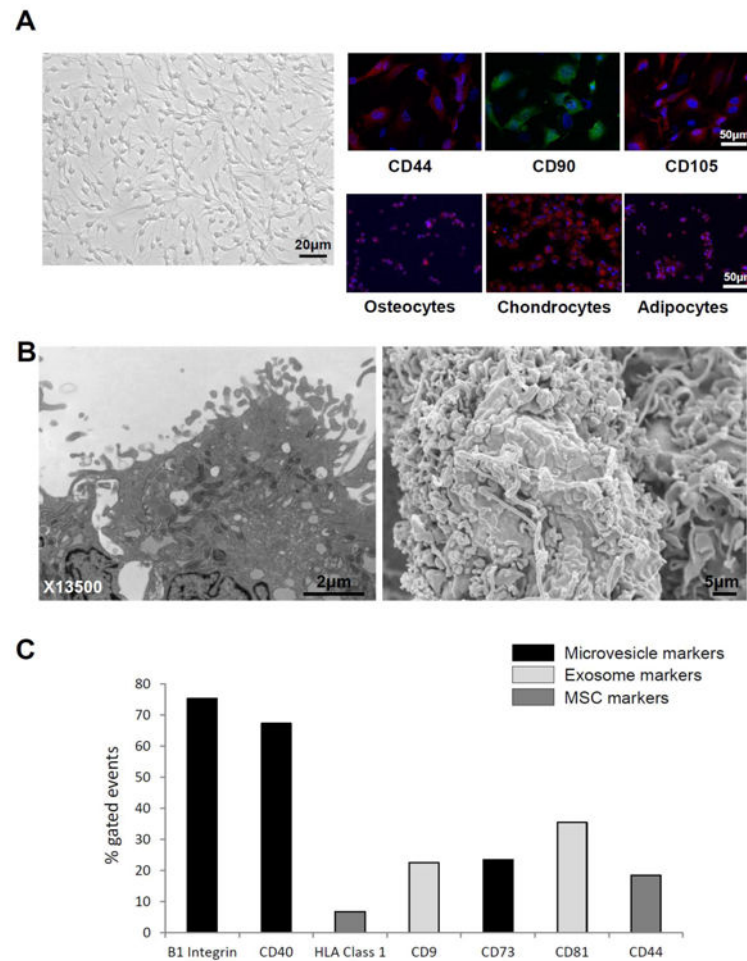 A
20µm
50µm
CD44 CD90 CD105
50µm
Osteocytes Chondrocytes Adipocytes
B
X13500
2µm
5µm
C
Microvesicle markers
Exosome markers
MSC markers
% gated events
80
70
60
50
40
30
20
10
0
B1 Integrin CD40 HLA Class 1 CD9 CD73 CD81 CD44